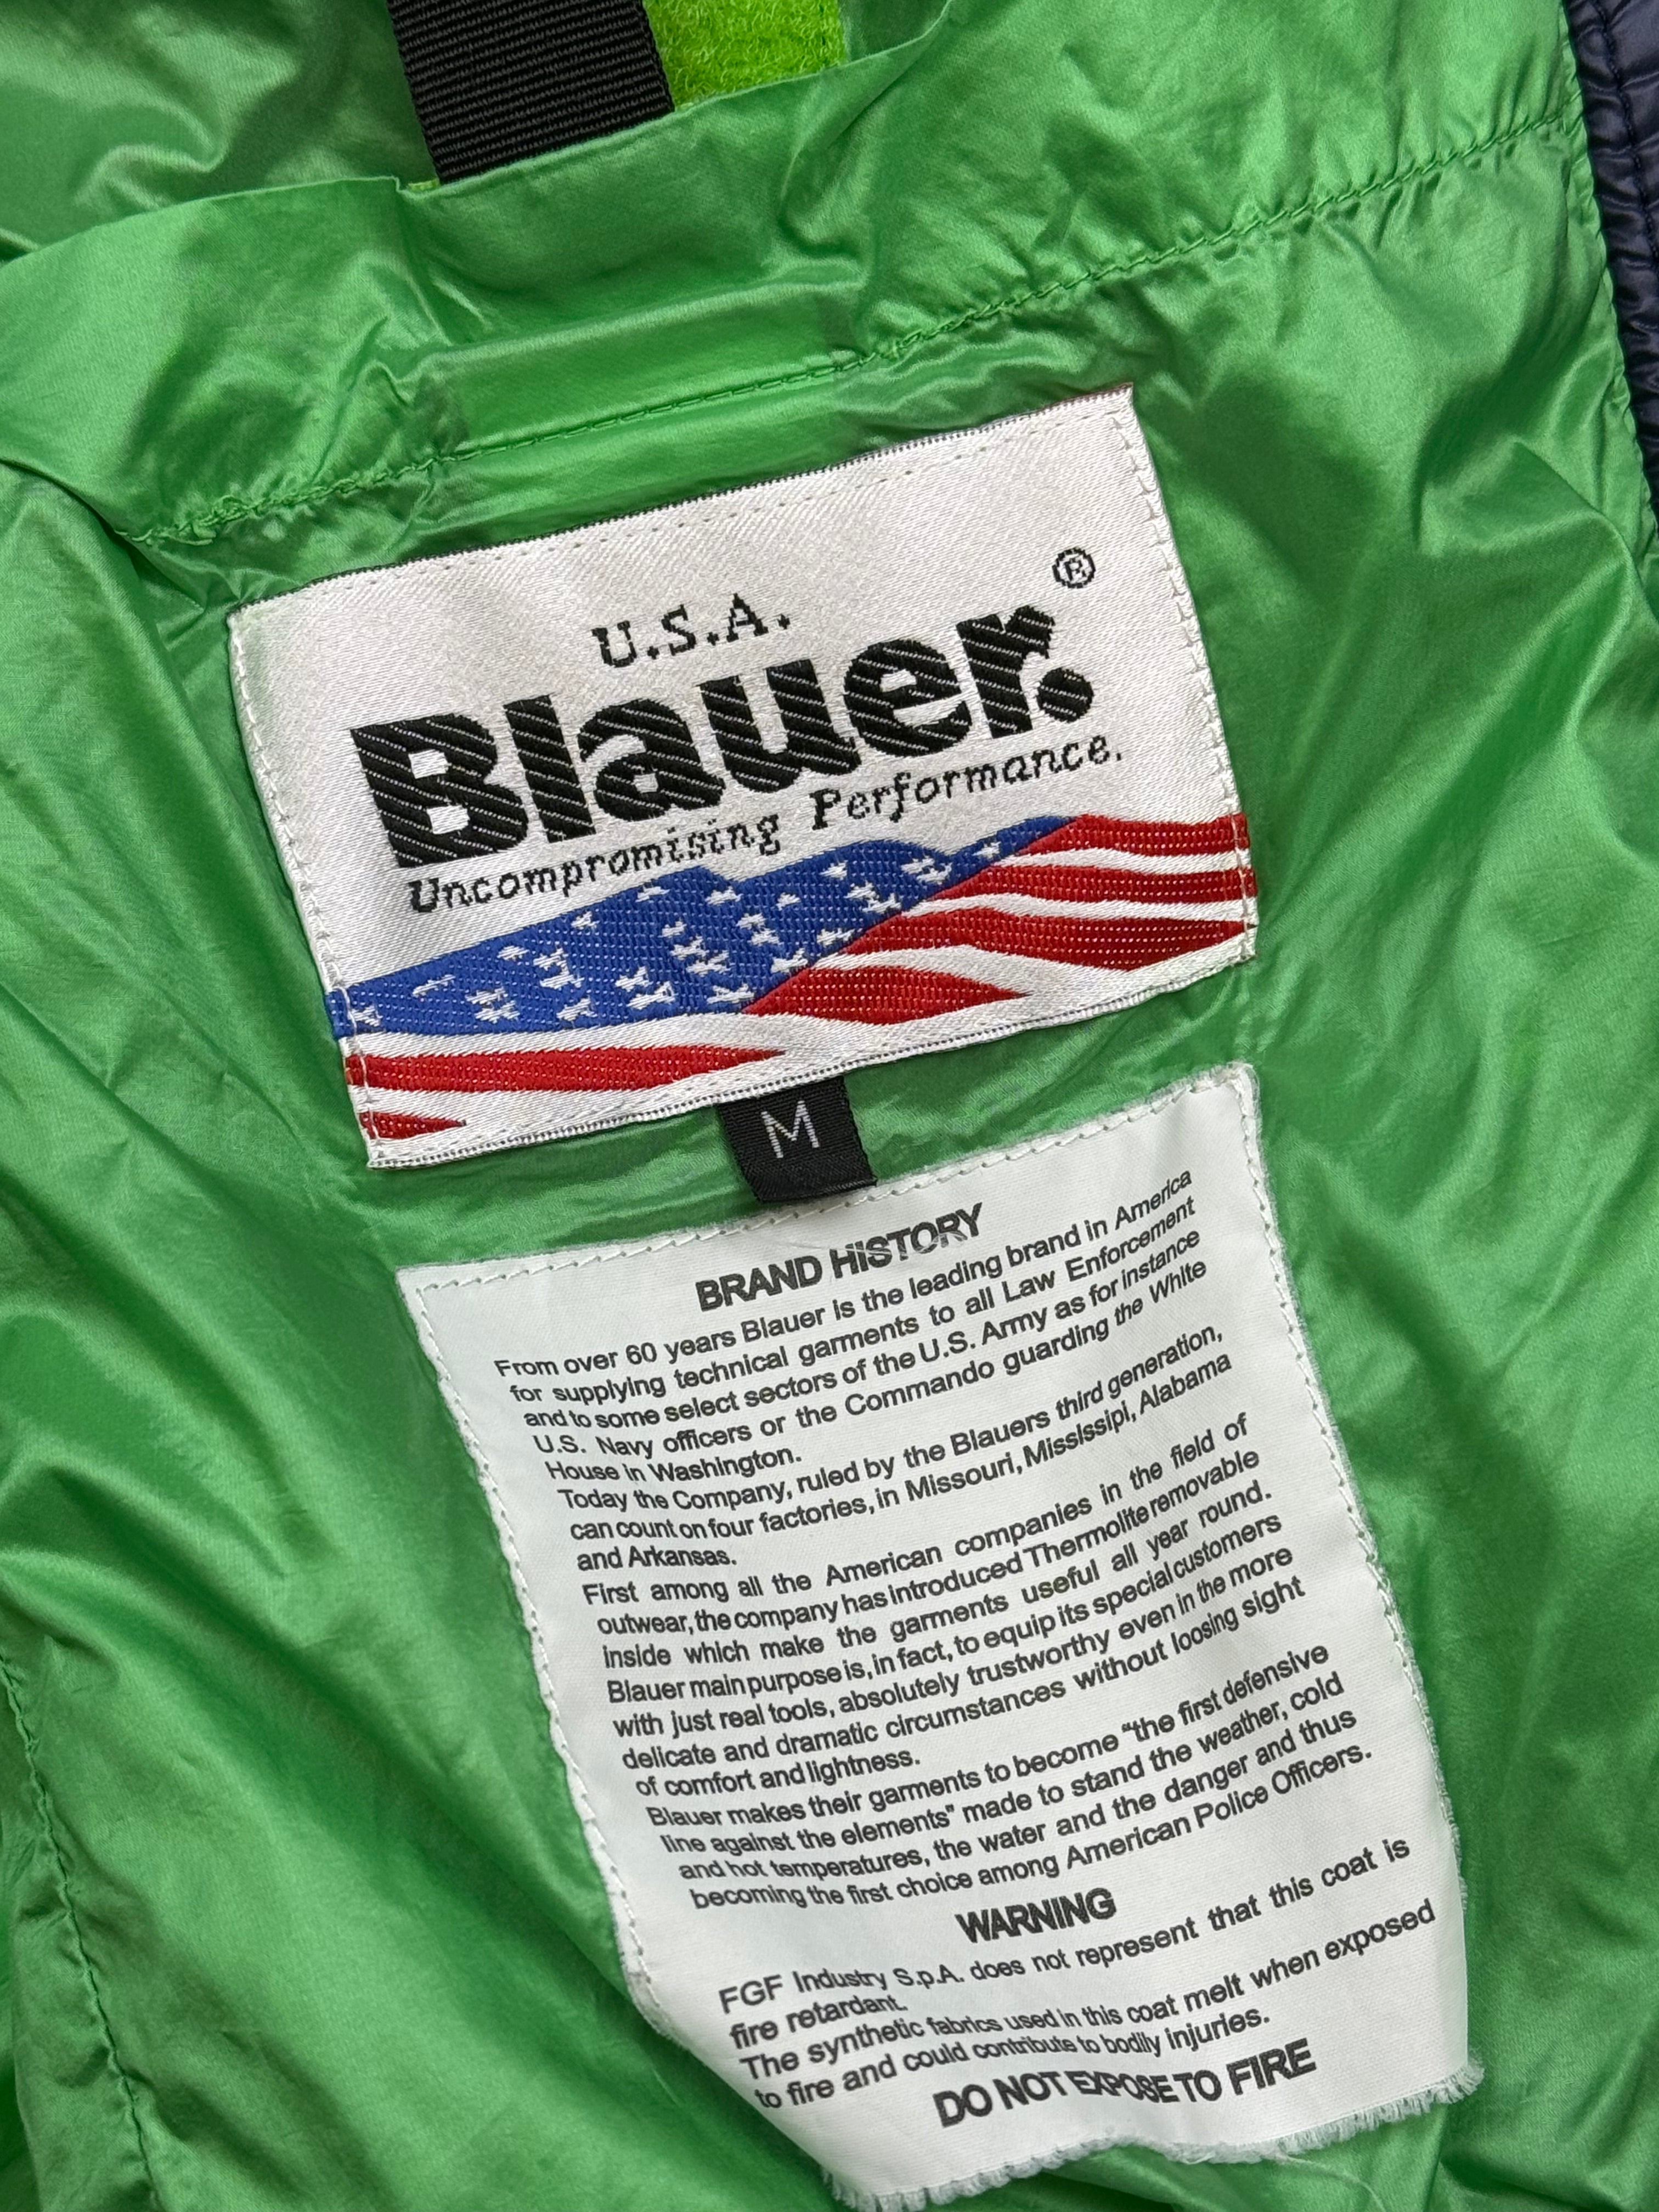 ®
U.S.A.
Blauer.
Uncompromising Performance.
M
BRAND HISTORY
From over 60 years Blauer is the leading brand in America
for supplying technical garments to all Law Enforcement
and to some select sectors of the U.S. Army as for instance
U.S. Navy officers or the Commando guarding the White
House in Washington.
Today the Company, ruled by the Blauers third generation,
can count on four factories, in Missouri, Mississipi, Alabama
and Arkansas.
First among all the American companies in the field of
outwear, the company has introduced Thermolite removable
inside which make the garments useful all year round.
Blauer main purpose is, in fact, to equip its special customers
with just real tools, absolutely trustworthy even in the more
delicate and dramatic circumstances without loosing sight
of comfort and lightness.
Blauer makes their garments to become "the first defensive
line against the elements" made to stand the weather, cold
and hot temperatures, the water and the danger and thus
becoming the first choice among American Police Officers.
WARNING
FGF Industry S.p.A. does not represent that this coat is
fire retardant.
The synthetic fabrics used in this coat melt when exposed
to fire and could contribute to bodily injuries.
DO NOT EXPOSE TO FIRE